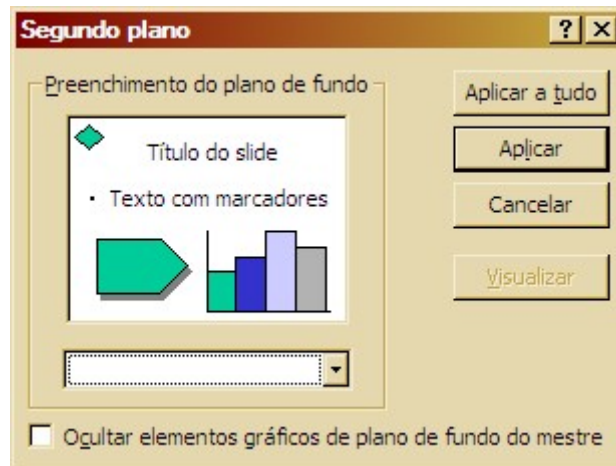 Segundo plano
Preenchimento do plano de fundo
Título do slide
· Texto com marcadores
Aplicar a tudo
Aplicar
Cancelar
Visualizar
Ocultar elementos gráficos de plano de fundo do mestre